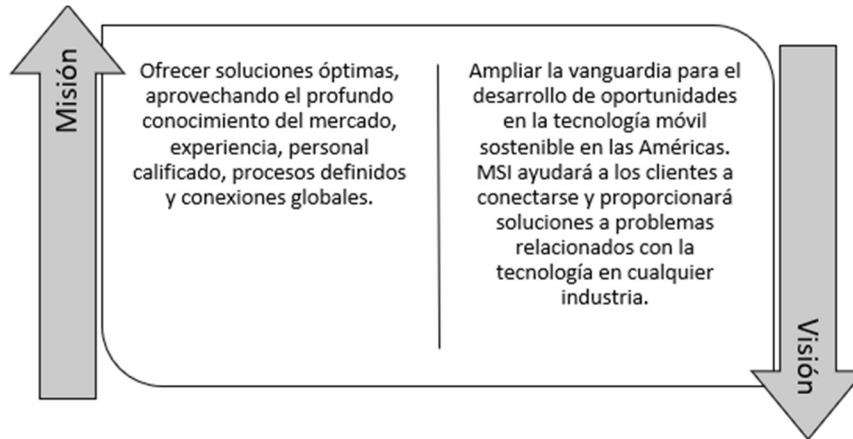 Misión
Ofrecer soluciones óptimas,
aprovechando el profundo
conocimiento del mercado,
experiencia, personal
calificado, procesos definidos
y conexiones globales.
Ampliar la vanguardia para el
desarrollo de oportunidades
en la tecnología móvil
sostenible en las Américas.
MSI ayudará a los clientes a
conectarse y proporcionará
soluciones a problemas
relacionados con la
tecnología en cualquier
industria.
Visión